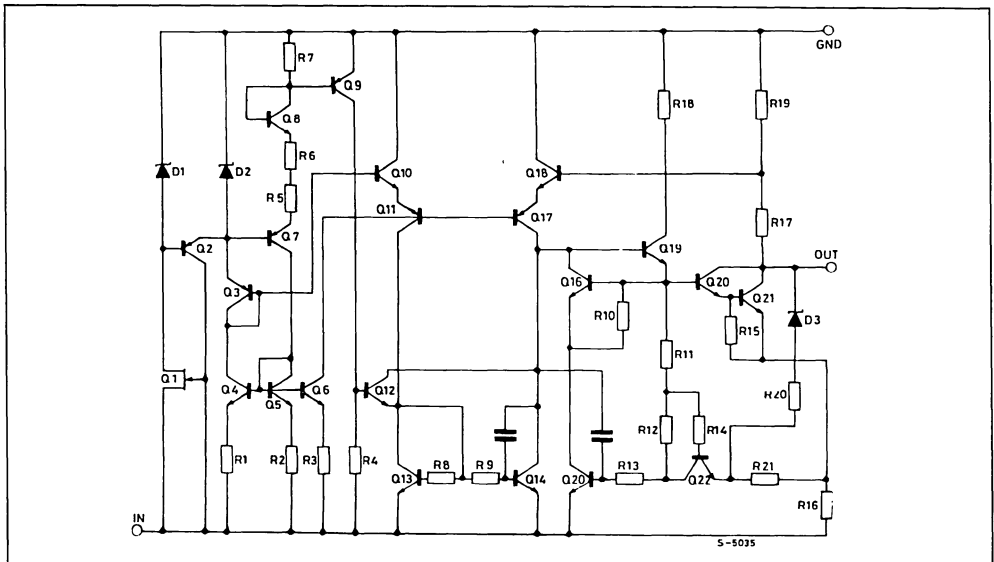 GND
R7
Q9
R18
R19
Q8
R6
D1
D2
Q10
Q18
R5
Q11
Q17
R17
Q2
Q7
Q19
OUT
Q3
Q16
Q20
Q21
R10
R15
D3
R11
Q1
Q4
Q5
Q6
Q12
R20
R12
R14
R1
R2
R3
R4
Q13
R8
R9
Q14
Q20
R13
Q22
R21
R16
IN
S-5035